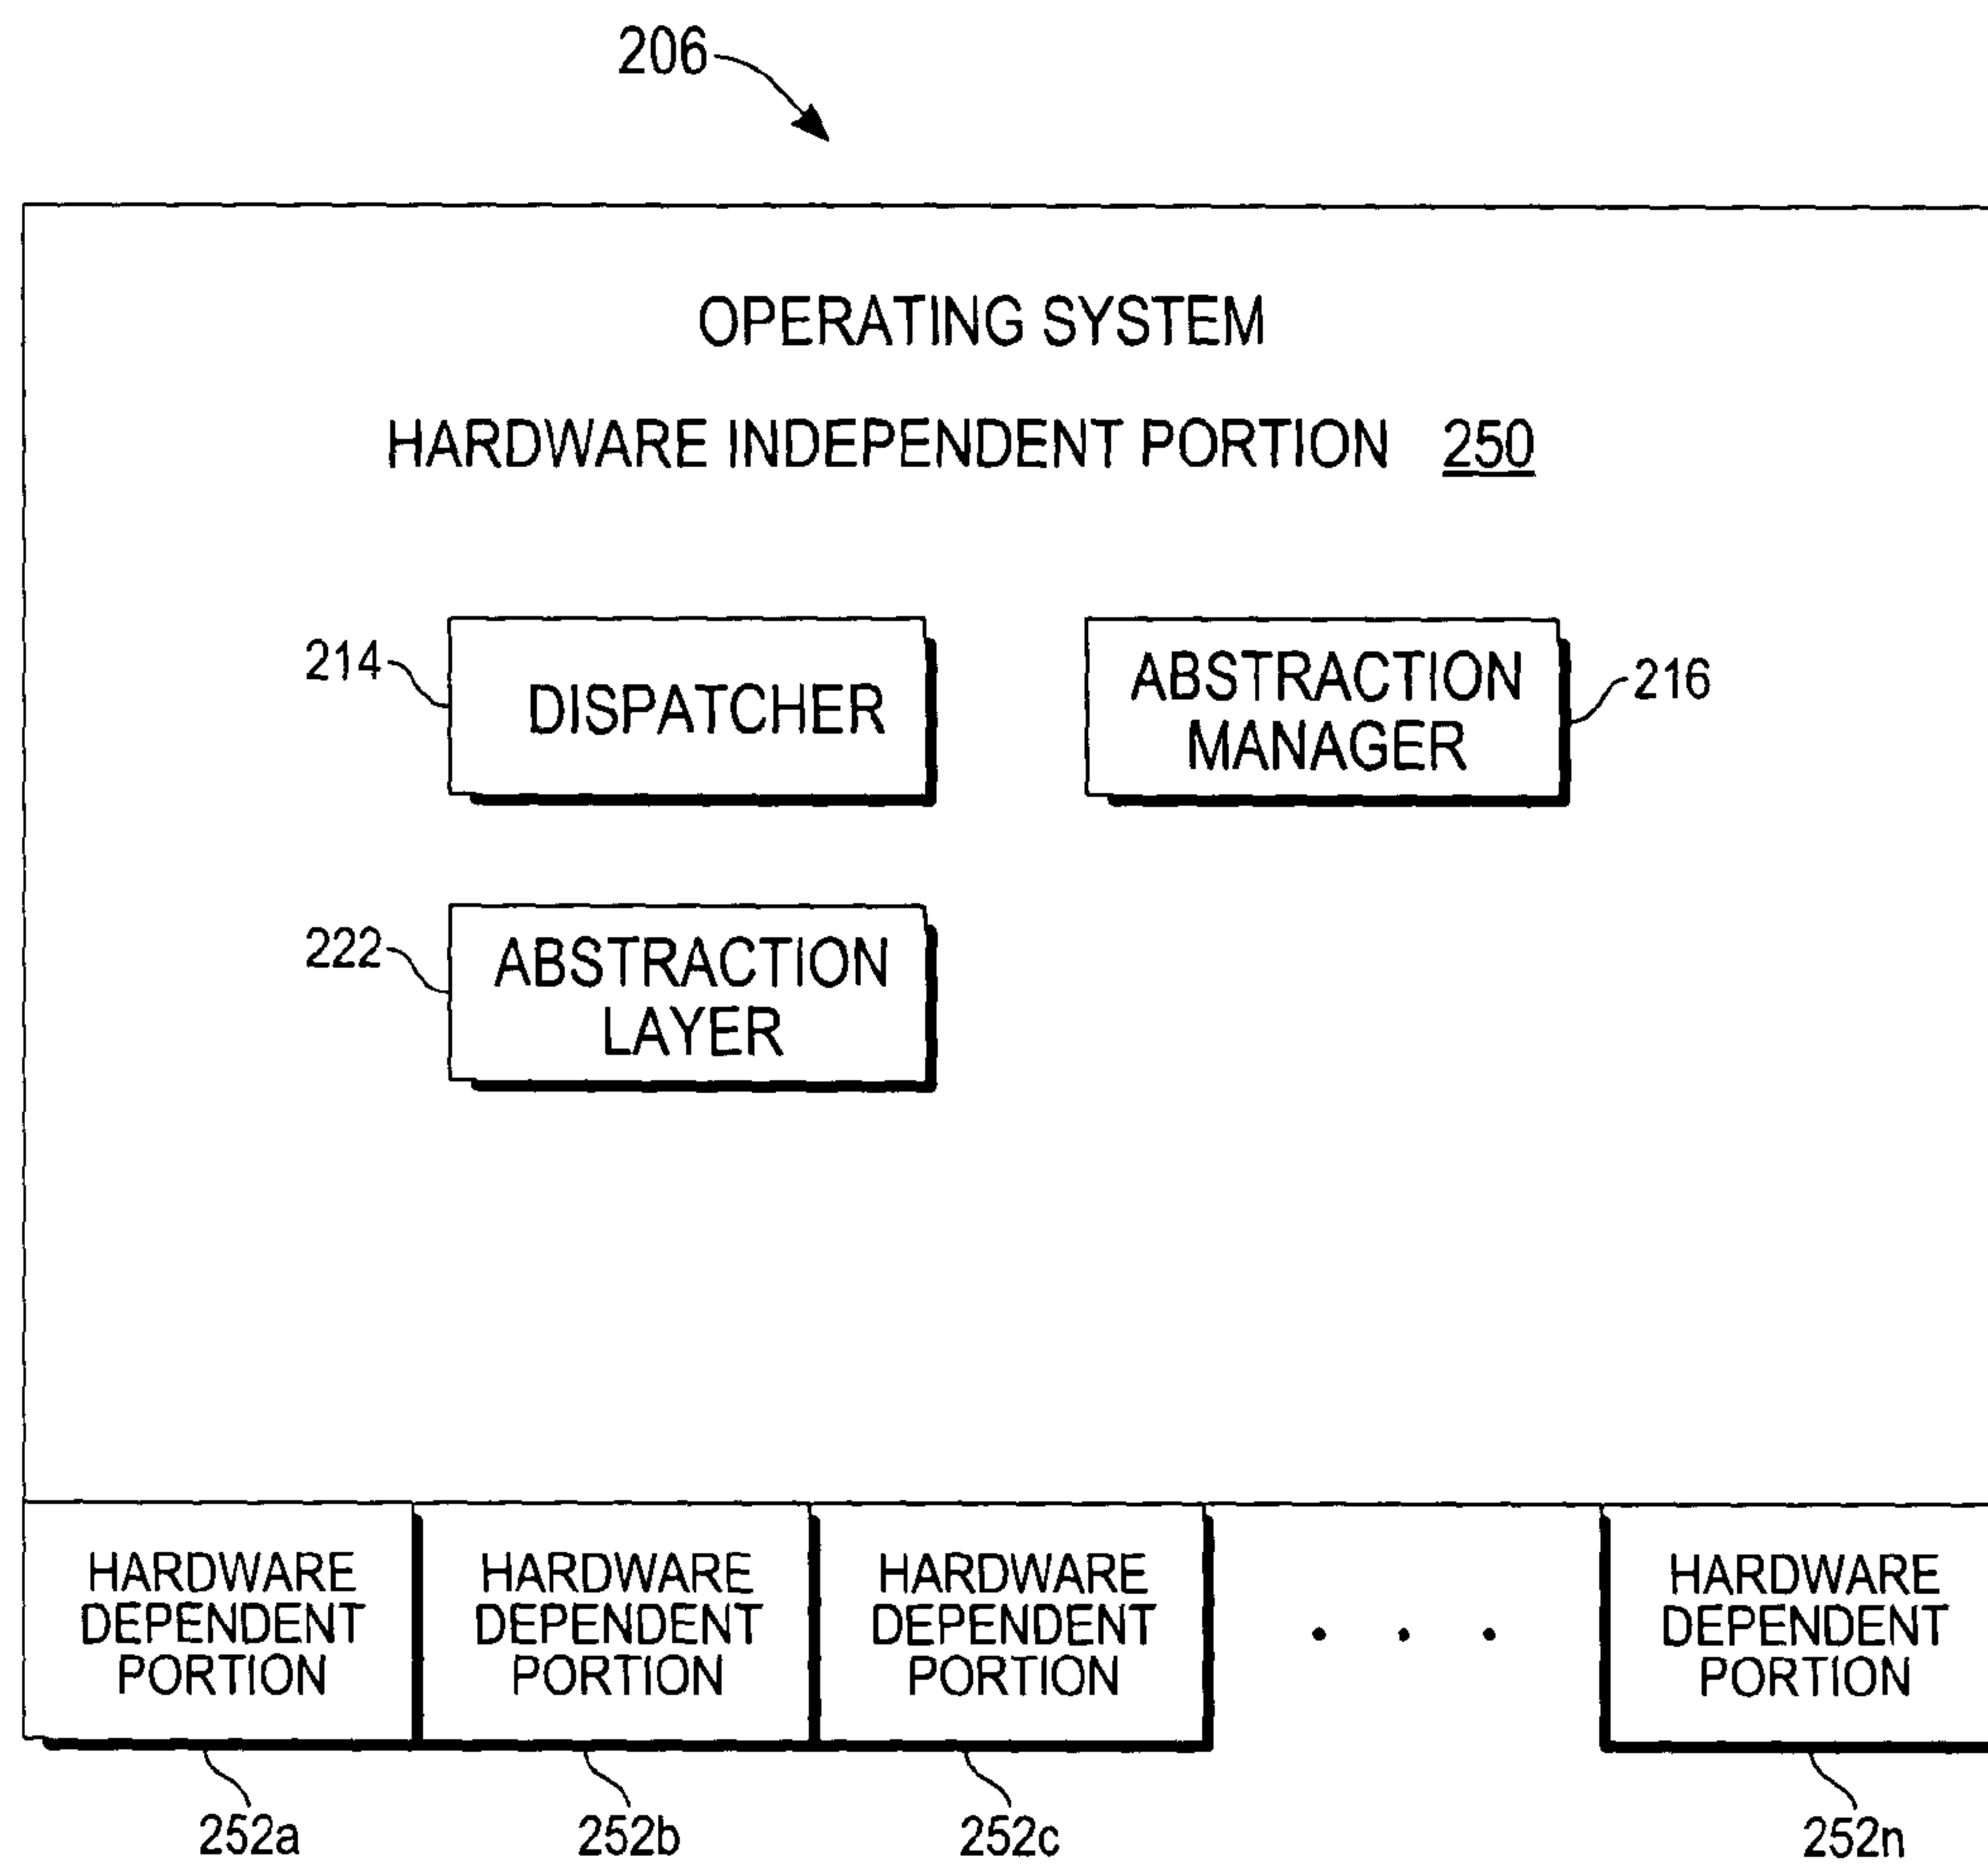 206
OPERATING SYSTEM
HARDWARE INDEPENDENT PORTION 250
214
DISPATCHER
ABSTRACTION
MANAGER
216
222
ABSTRACTION
LAYER
HARDWARE
DEPENDENT
PORTION
HARDWARE
DEPENDENT
PORTION
HARDWARE
DEPENDENT
PORTION
. . .
HARDWARE
DEPENDENT
PORTION
252a
252b
252c
252n